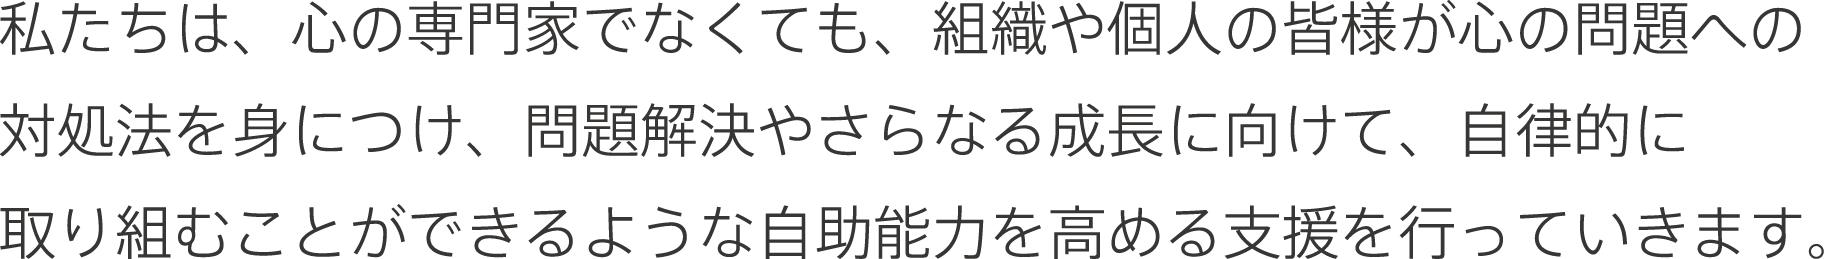 私たちは、心の専門家でなくても、組織や個人の皆様が心の問題への
対処法を身につけ、問題解決やさらなる成長に向けて、自律的に
取り組むことができるような自助能力を高める支援を行っていきます。